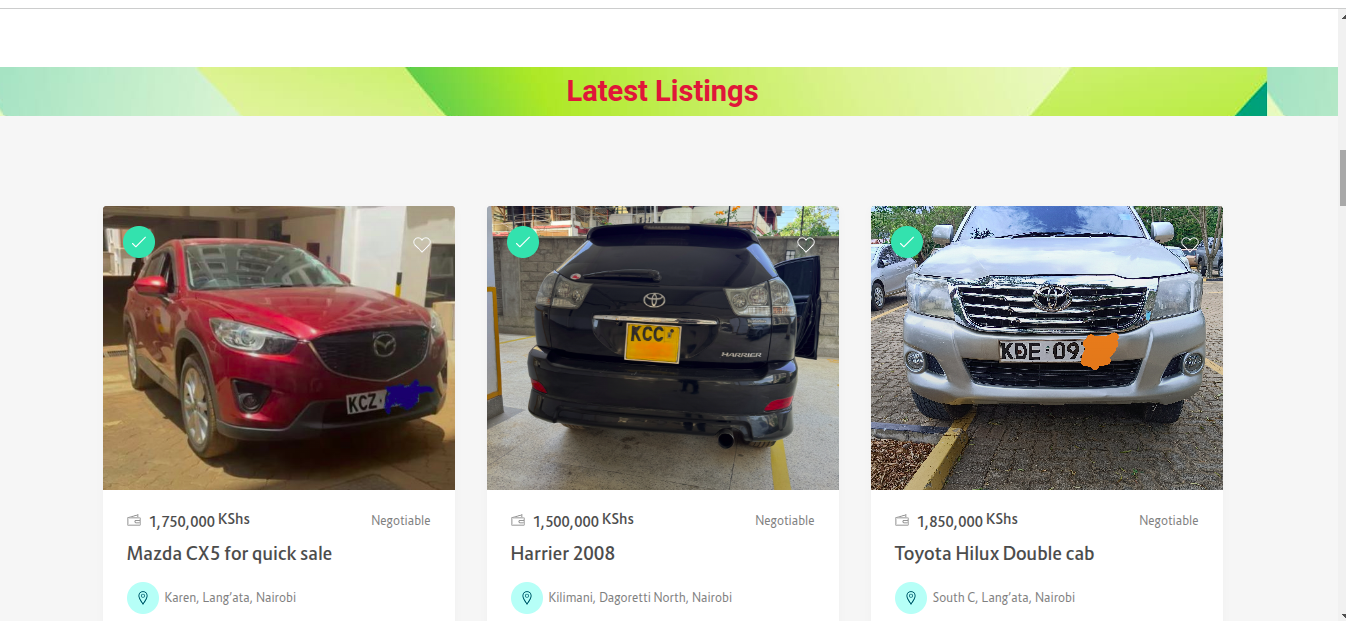 Latest Listings
KCZ
KCC
HARRIER
KDE 09
1,750,000 KShs
Negotiable
Mazda CX5 for quick sale
Karen, Lang'ata, Nairobi
1,500,000 KShs
Negotiable
Harrier 2008
Kilimani, Dagoretti North, Nairobi
1,850,000 KShs
Negotiable
Toyota Hilux Double cab
South C, Lang'ata, Nairobi